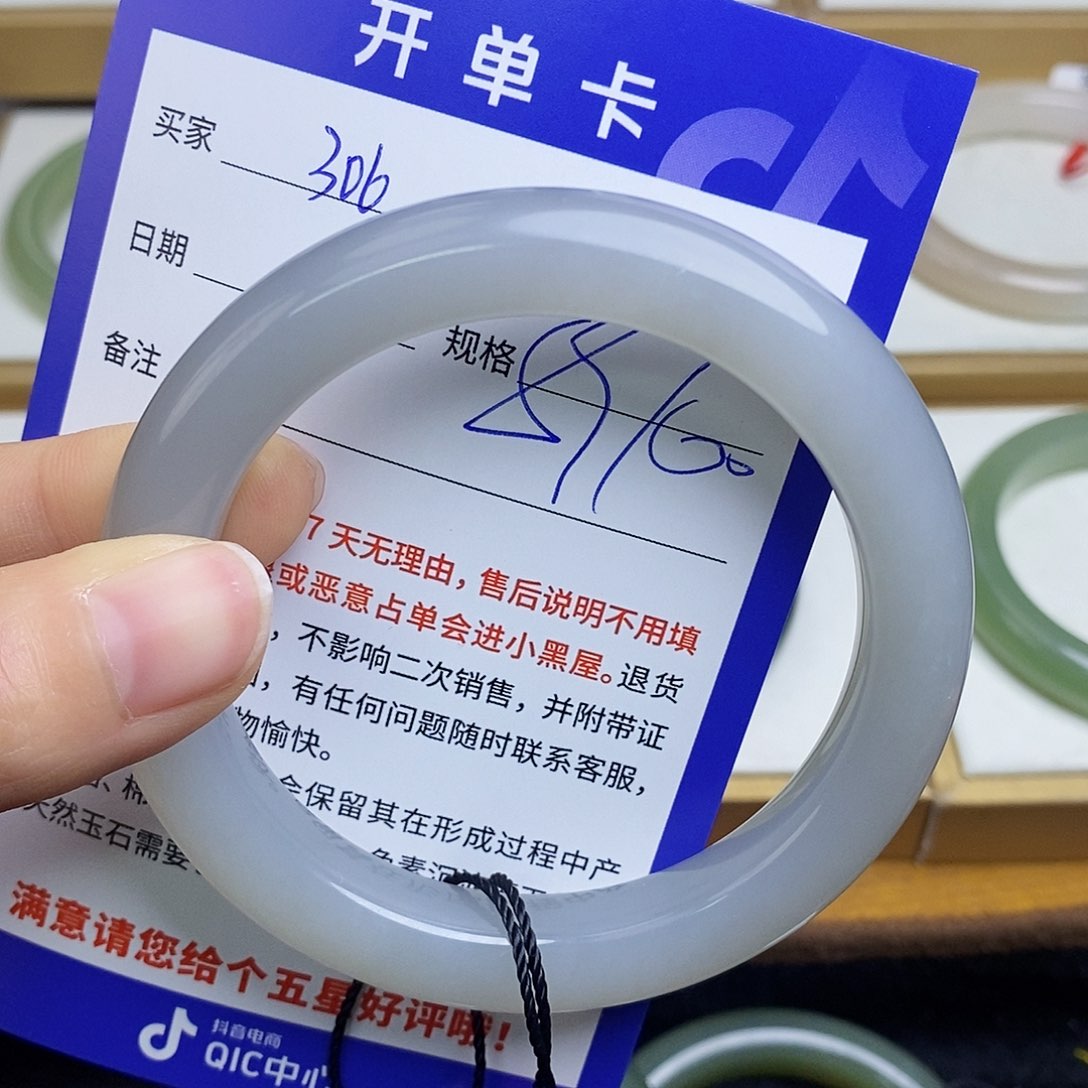 开单卡
买家 306
日期
备注
规格
7天无理由，售后说明不用填
或恶意占单会进小黑屋。退货
，不影响二次销售，并附带证
，有任何问题随时联系客服，
物愉快。
、棉
会保留其在形成过程中产
天然玉石需要
色素沉
满意请您给个五星好评哦！
抖音电商
QIC中心